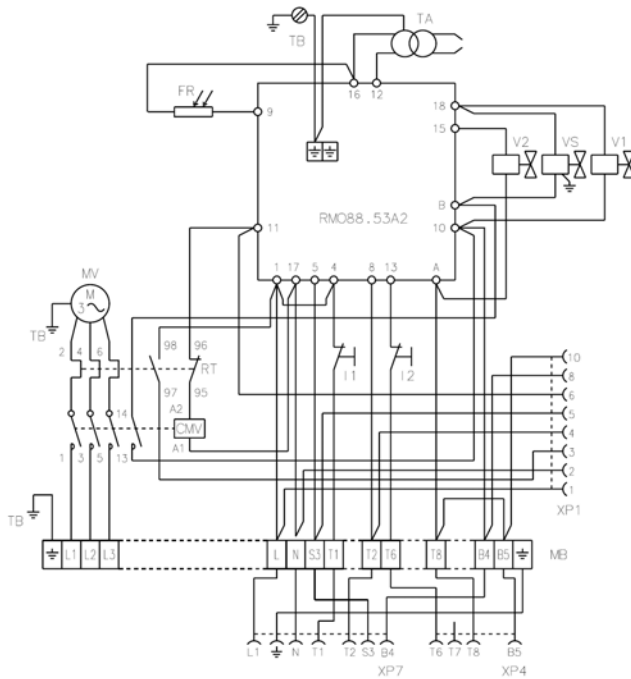 TB
TA
16 12
FR
9
18
15
V2 VS V1
B
RMO88.53A2
10
11
MV
1 17 5 4 8 13 A
M
3
TB
2 4 6
98 96
RT
I1 I2
10
8
97 95
6
A2
14
5
CMV
4
A1
1 3 5 13
3
2
1
TB
XP1
L1 L2 L3 L N S3 T1 T2 T6 T8 B4 B5 MB
L1 N T1 T2 S3 B4 T6 T7 T8 B5
XP7 XP4